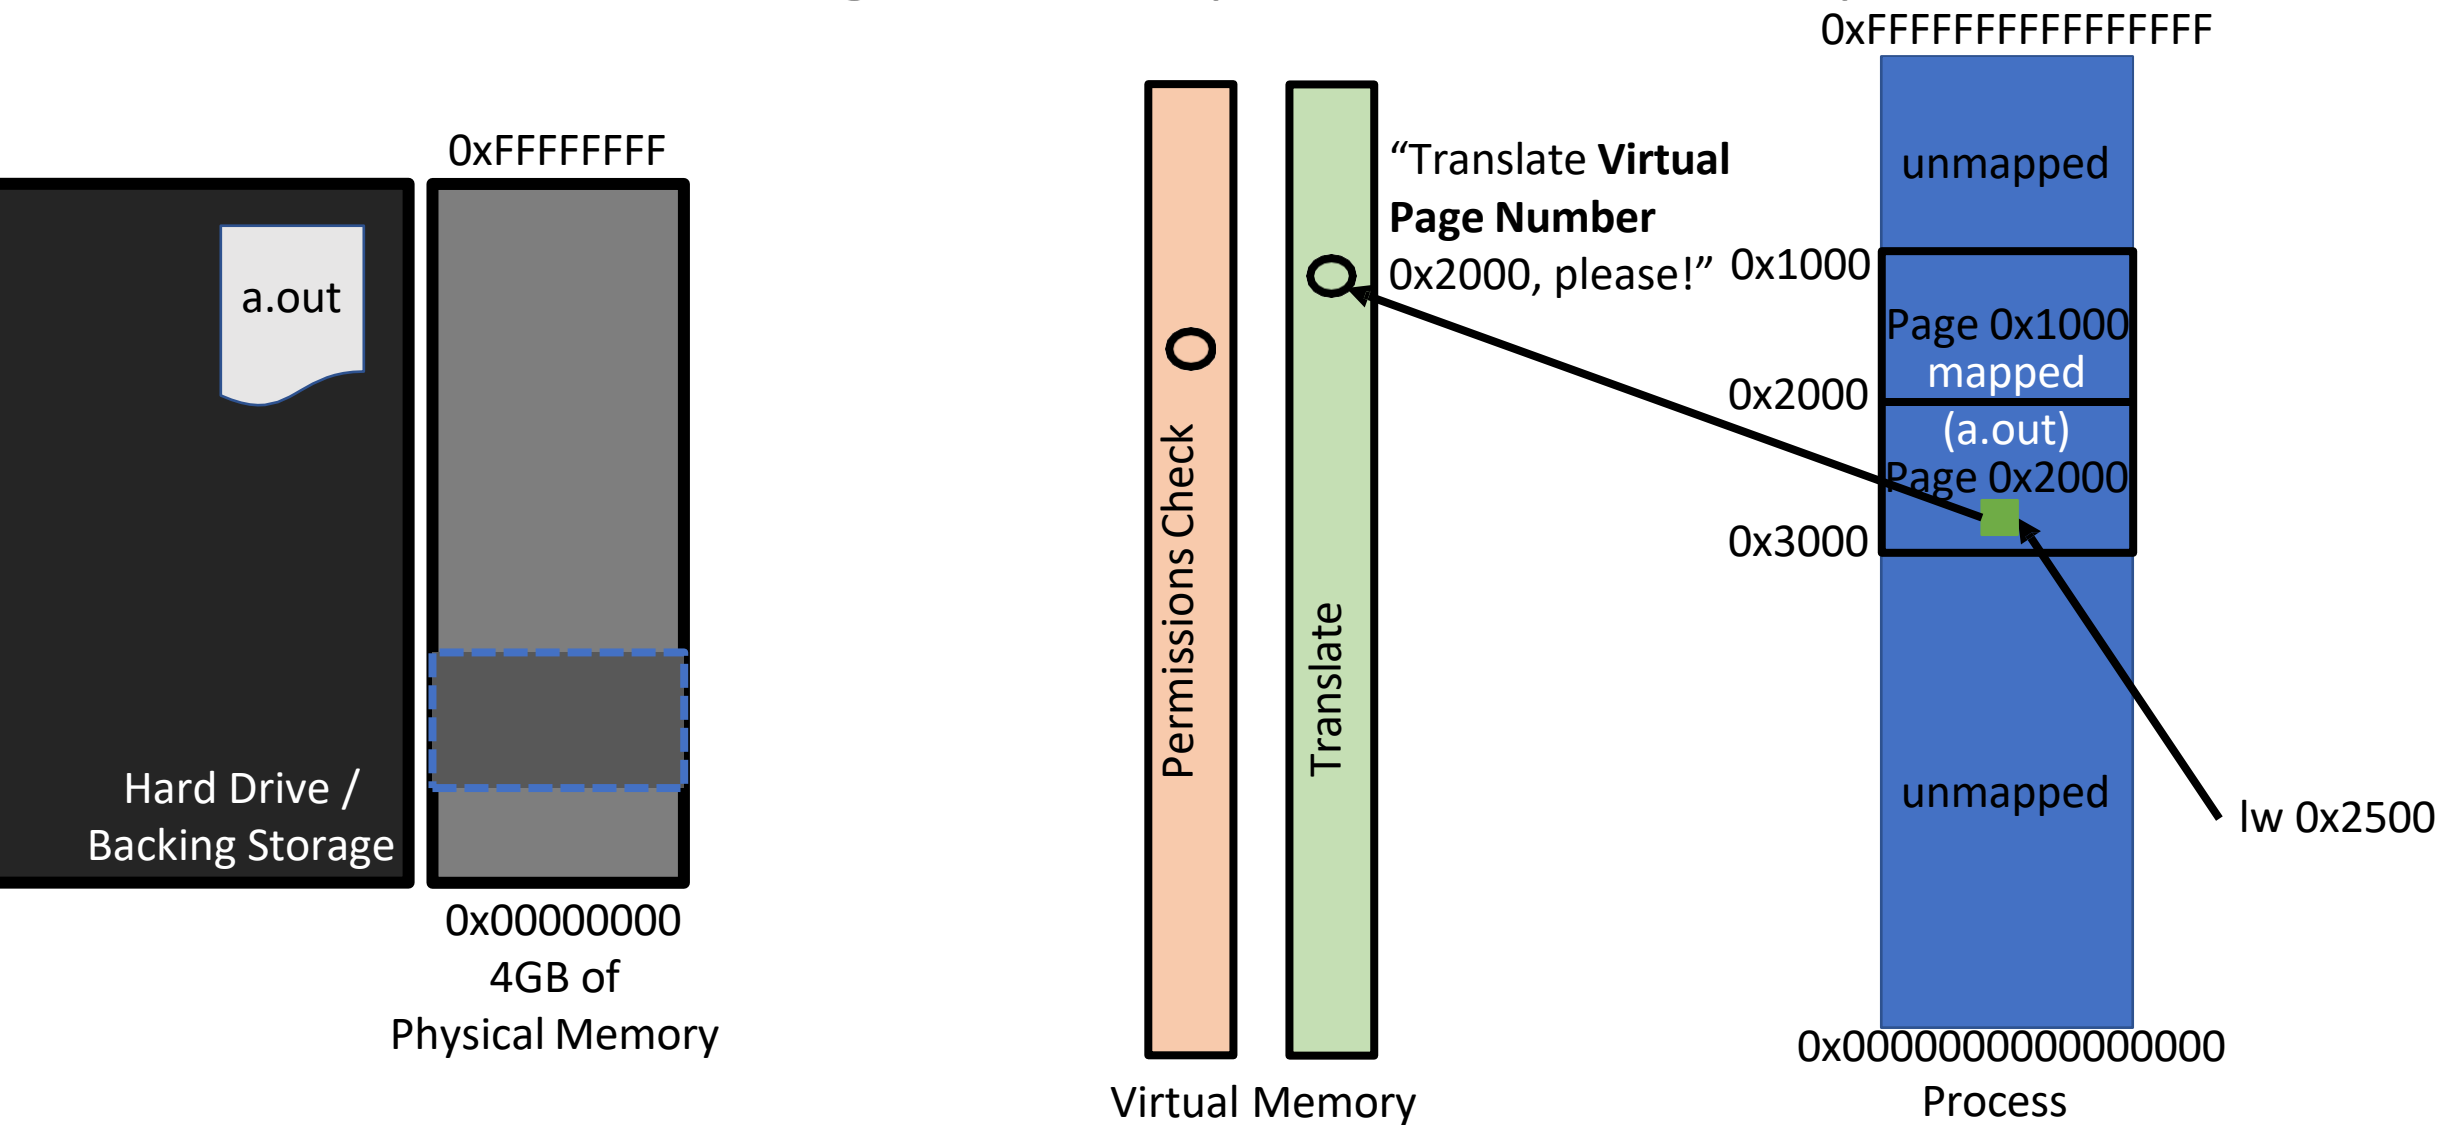 0xFFFFFFFFFFFFFFFF
0xFFFFFFFF
a.out
Hard Drive /
Backing Storage
0x00000000
4GB of
Physical Memory
Permissions Check
Translate
Virtual Memory
“Translate Virtual
Page Number
0x2000, please!”
unmapped
0x1000
Page 0x1000
mapped
0x2000
(a.out)
Page 0x2000
0x3000
unmapped
lw 0x2500
0x0000000000000000
Process